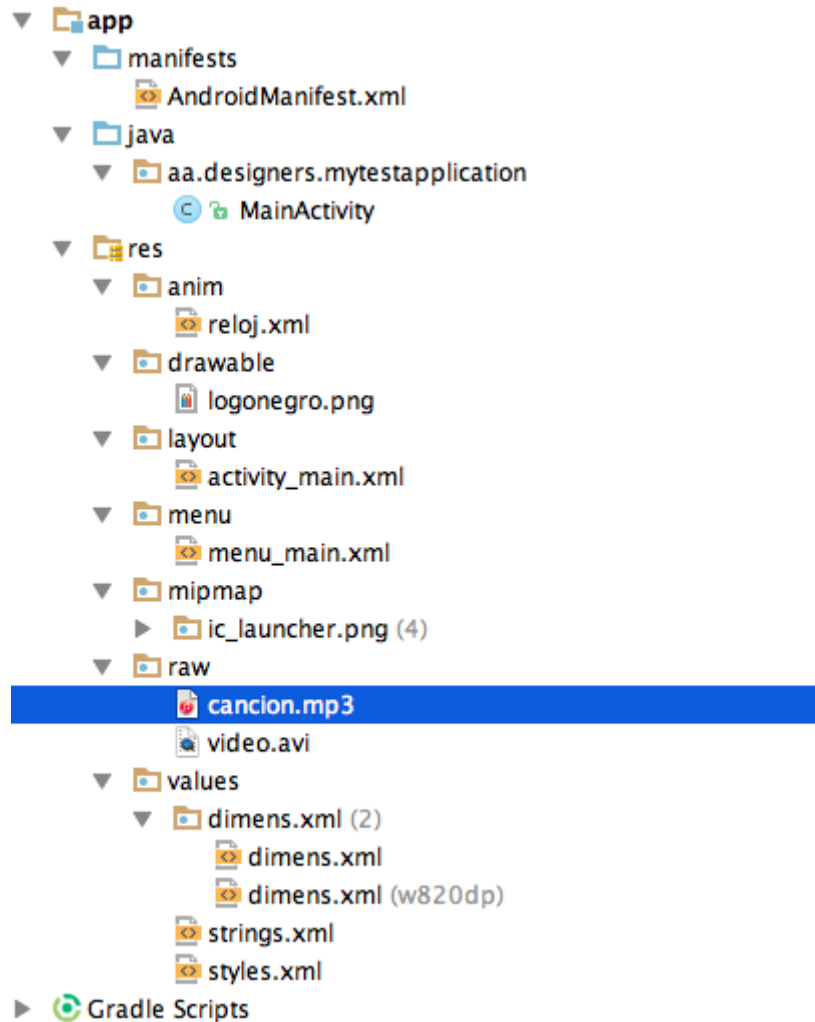 app
manifests
AndroidManifest.xml
java
aa.designers.mytestapplication
C MainActivity
res
anim
reloj.xml
drawable
logonegro.png
layout
activity_main.xml
menu
menu_main.xml
mipmap
ic_launcher.png (4)
raw
cancion.mp3
video.avi
values
dimens.xml (2)
dimens.xml
dimens.xml (w820dp)
strings.xml
styles.xml
Gradle Scripts